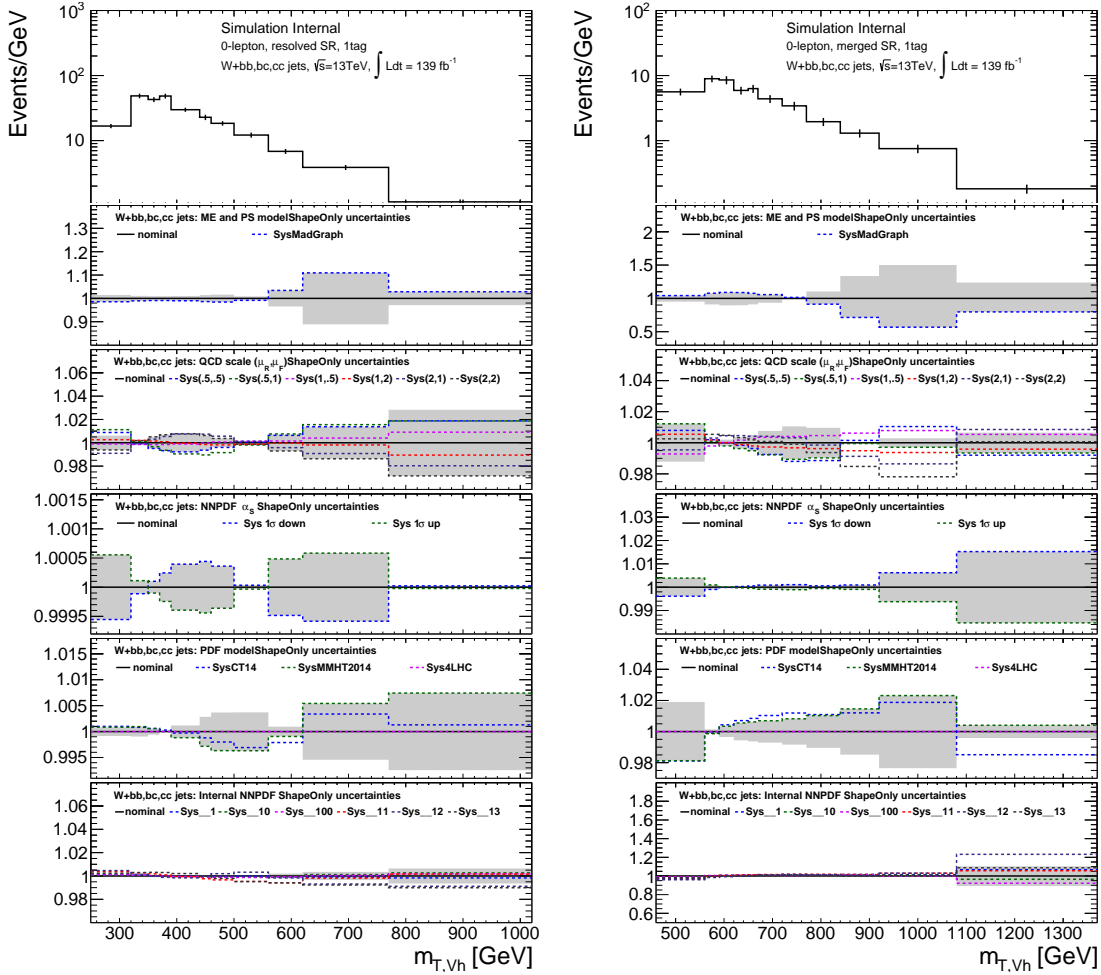 Events/GeV
10³
10²
10
1
Simulation Internal
0-lepton, resolved SR, 1tag
W+bb,bc,cc jets, √s=13TeV, ∫ Ldt = 139 fb⁻¹
W+bb,bc,cc jets: ME and PS modelShapeOnly uncertainties
nominal SysMadGraph
1.3
1.2
1.1
1
0.9
W+bb,bc,cc jets: QCD scale (μ_R,μ_F)ShapeOnly uncertainties
nominal Sys(.5,.5) Sys(.5,1) Sys(1,.5) Sys(1,2) Sys(2,1) Sys(2,2)
1.06
1.04
1.02
1
0.98
W+bb,bc,cc jets: NNPDF α_S ShapeOnly uncertainties
nominal Sys 1σ down Sys 1σ up
1.0016
1.001
1.0005
1
0.9995
W+bb,bc,cc jets: PDF modelShapeOnly uncertainties
nominal SysCT14 SysMMHT2014 Sys4LHC
1.015
1.01
1.005
1
0.995
W+bb,bc,cc jets: Internal NNPDF ShapeOnly uncertainties
nominal Sys__1 Sys__10 Sys__100 Sys__11 Sys__12 Sys__13
1.06
1.04
1.02
1
0.98
300 400 500 600 700 800 900 1000
m_T,Vh [GeV]
Events/GeV
10²
10
1
Simulation Internal
0-lepton, merged SR, 1tag
W+bb,bc,cc jets, √s=13TeV, ∫ Ldt = 139 fb⁻¹
W+bb,bc,cc jets: ME and PS modelShapeOnly uncertainties
nominal SysMadGraph
2
1.5
1
0.5
W+bb,bc,cc jets: QCD scale (μ_R,μ_F)ShapeOnly uncertainties
nominal Sys(.5,.5) Sys(.5,1) Sys(1,.5) Sys(1,2) Sys(2,1) Sys(2,2)
1.04
1.02
1
0.98
W+bb,bc,cc jets: NNPDF α_S ShapeOnly uncertainties
nominal Sys 1σ down Sys 1σ up
1.03
1.02
1.01
1
0.99
W+bb,bc,cc jets: PDF modelShapeOnly uncertainties
nominal SysCT14 SysMMHT2014 Sys4LHC
1.04
1.02
1
0.98
W+bb,bc,cc jets: Internal NNPDF ShapeOnly uncertainties
nominal Sys__1 Sys__10 Sys__100 Sys__11 Sys__12 Sys__13
1.8
1.6
1.4
1.2
1
0.8
0.6
500 600 700 800 900 1000 1100 1200 1300
m_T,Vh [GeV]